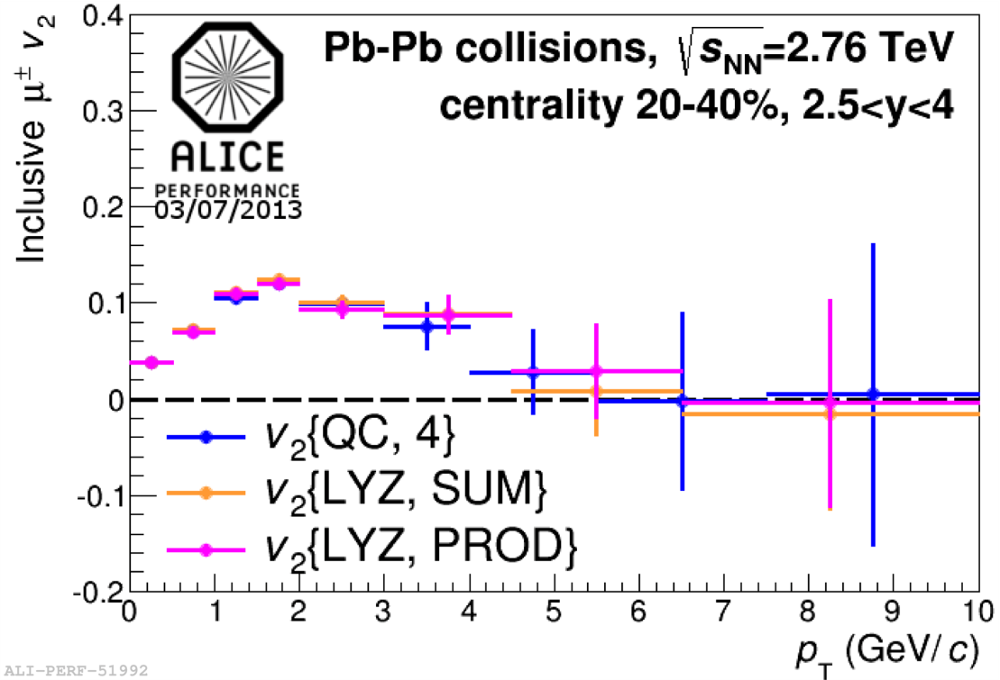 Inclusive μ± v2
0.4
0.3
0.2
0.1
0
-0.1
-0.2
Pb-Pb collisions, √sNN=2.76 TeV
centrality 20-40%, 2.5<y<4
ALICE
PERFORMANCE
03/07/2013
v2{QC, 4}
v2{LYZ, SUM}
v2{LYZ, PROD}
0 1 2 3 4 5 6 7 8 9 10
pT (GeV/c)
ALI-PERF-51992